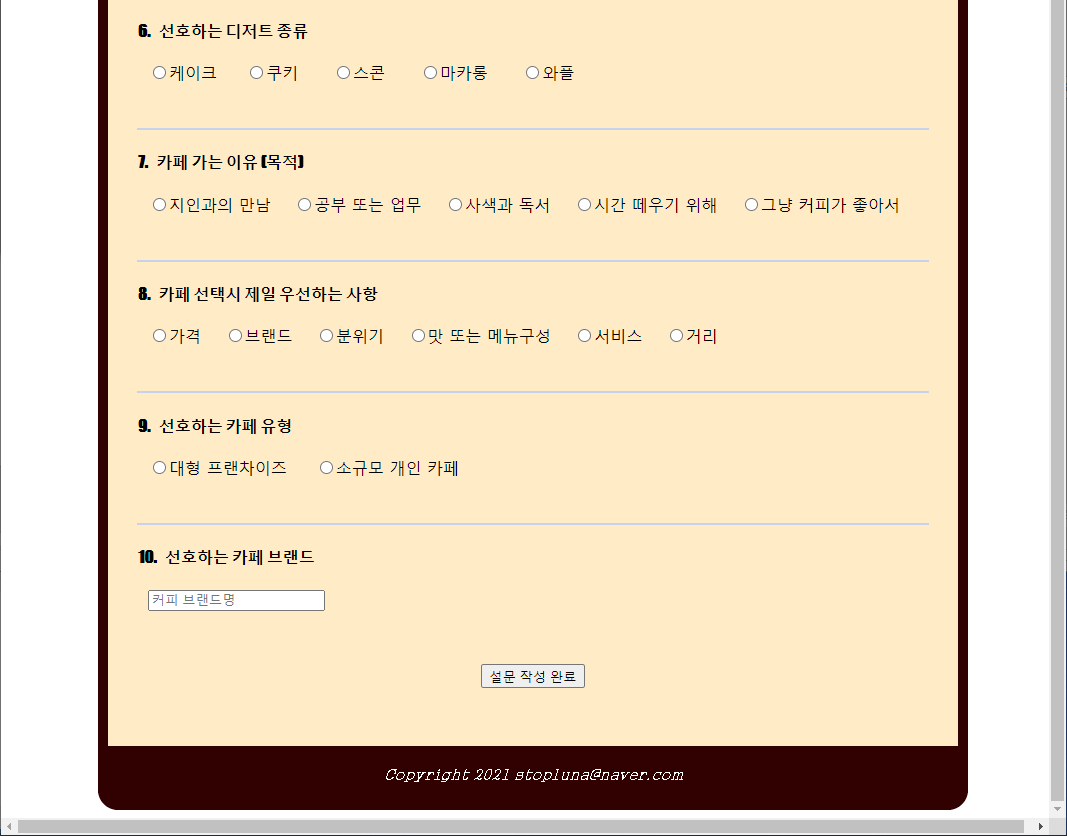 6. 선호하는 디저트 종류
케이크 쿠키 스콘 마카롱 와플
7. 카페 가는 이유 (목적)
지인과의 만남 공부 또는 업무 사색과 독서 시간 떼우기 위해 그냥 커피가 좋아서
8. 카페 선택시 제일 우선하는 사항
가격 브랜드 분위기 맛 또는 메뉴구성 서비스 거리
9. 선호하는 카페 유형
대형 프랜차이즈 소규모 개인 카페
10. 선호하는 카페 브랜드
커피 브랜드명
설문 작성 완료
Copyright 2021 stopluna@naver.com